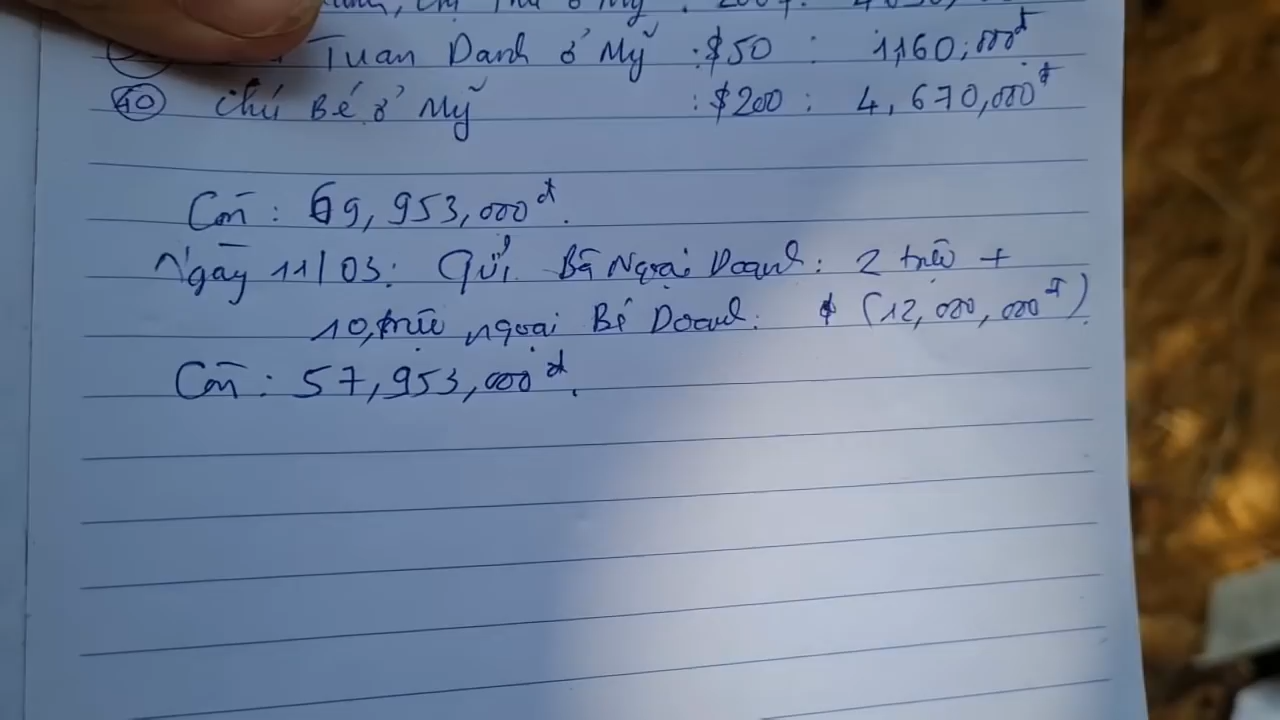 Mỹ : 200
Tuan Danh ở Mỹ : $50 : 1,160,000đ
40 Chú Bé ở Mỹ : $200 : 4,670,000đ
Còn : 69,953,000đ.
Ngày 11/03: Gửi Bà Ngoại Doanh: 2 triệu +
10, triệu ngoại Bé Doanh. (12,000,000đ).
Còn : 57,953,000đ.